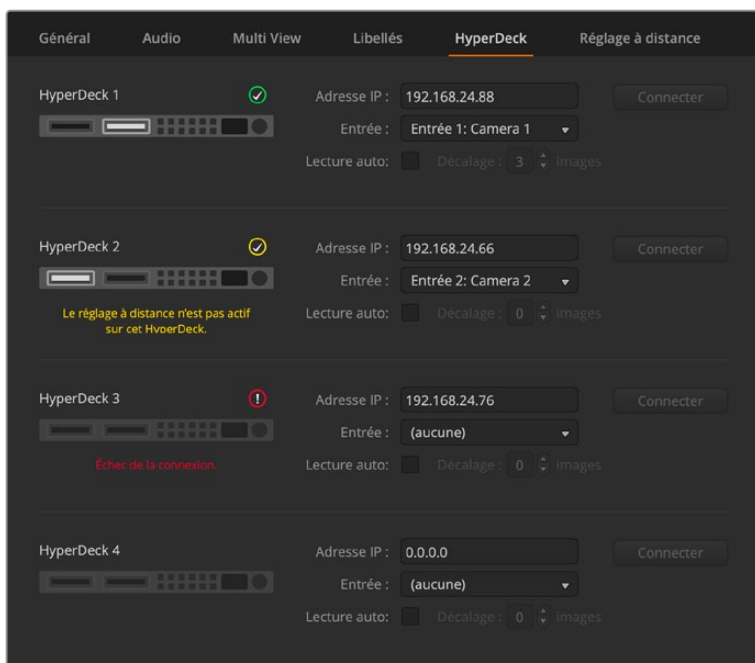 Général Audio Multi View Libellés HyperDeck Réglage à distance
HyperDeck 1 Adresse IP : 192.168.24.88 Connecter
Entrée : Entrée 1: Camera 1
Lecture auto: Décalage : 3 images
HyperDeck 2 Adresse IP : 192.168.24.66 Connecter
Entrée : Entrée 2: Camera 2
Le réglage à distance n'est pas actif
sur cet HyperDeck.
Lecture auto: Décalage : 0 images
HyperDeck 3 Adresse IP : 192.168.24.76 Connecter
Entrée : (aucune)
Échec de la connexion. Lecture auto: Décalage : 0 images
HyperDeck 4 Adresse IP : 0.0.0.0 Connecter
Entrée : (aucune)
Lecture auto: Décalage : 0 images